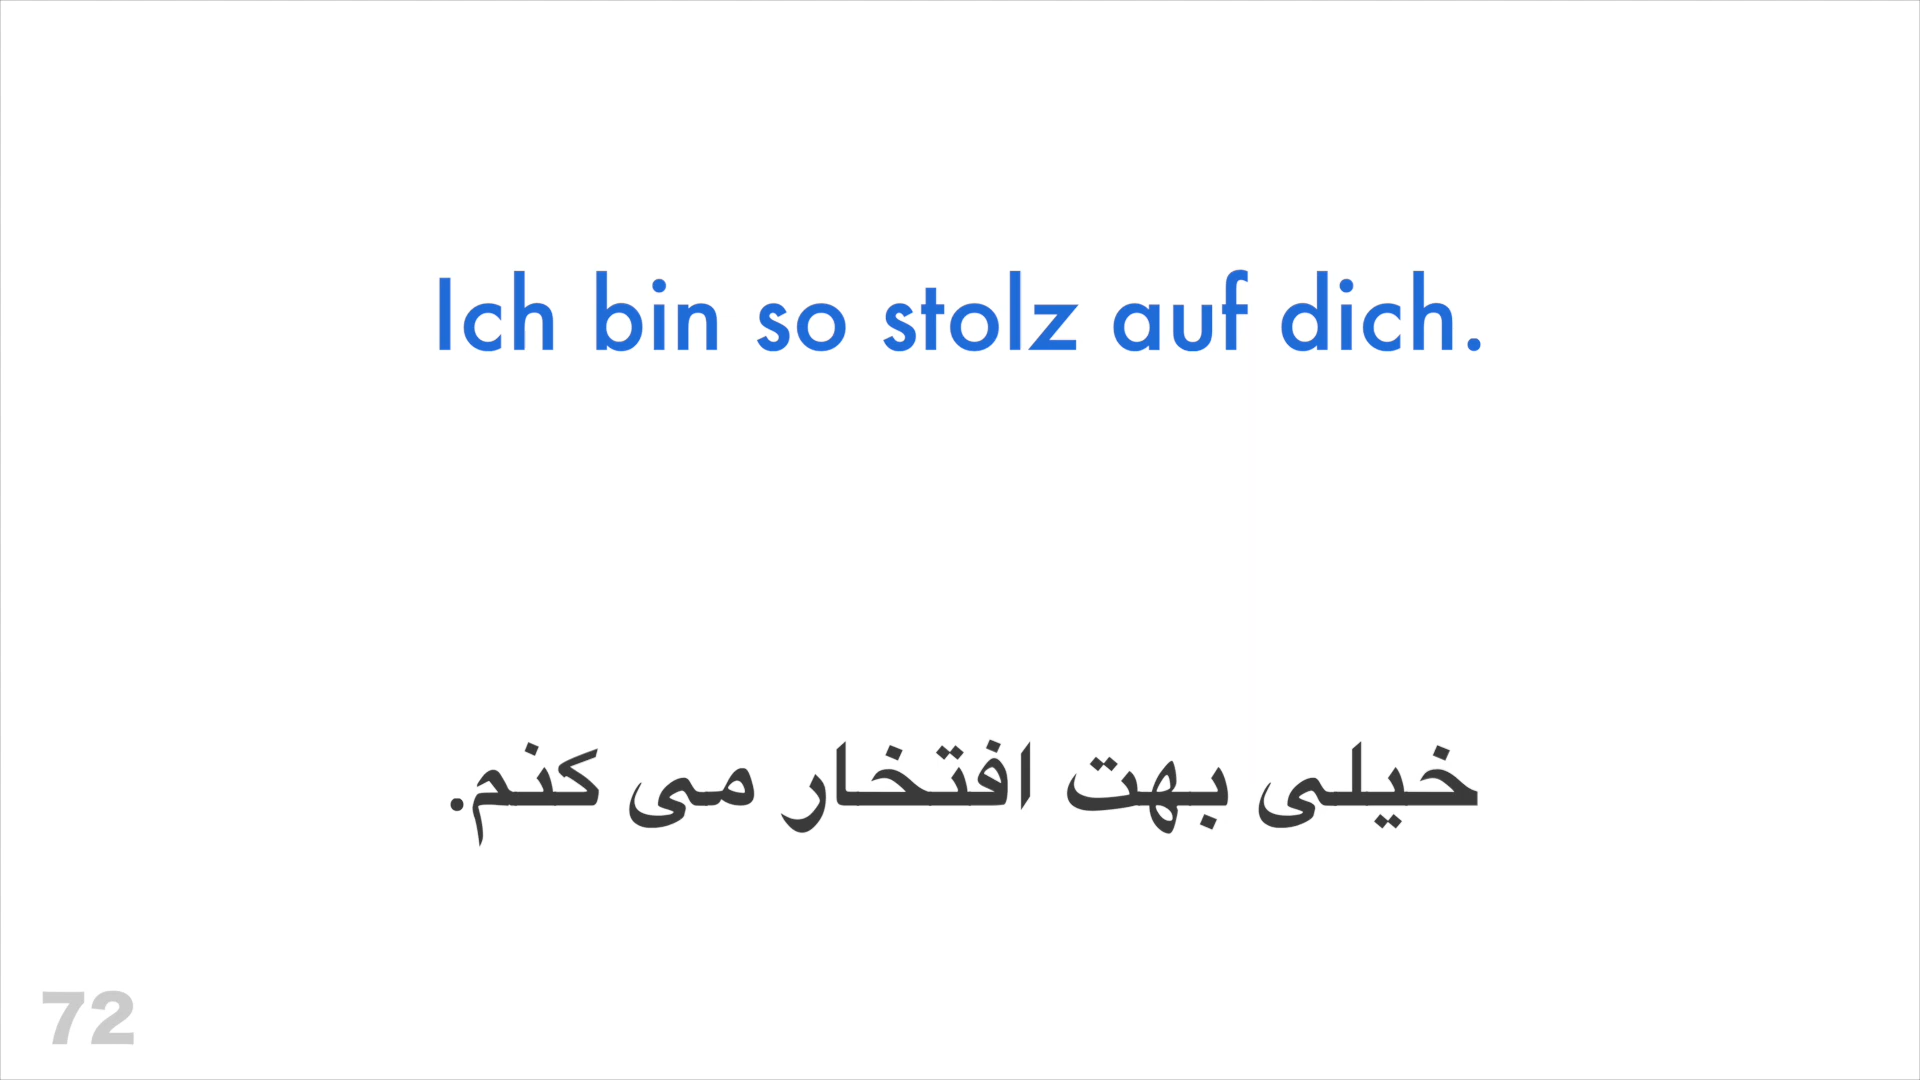 Ich bin so stolz auf dich.
خیلی بهت افتخار می کنم.
72